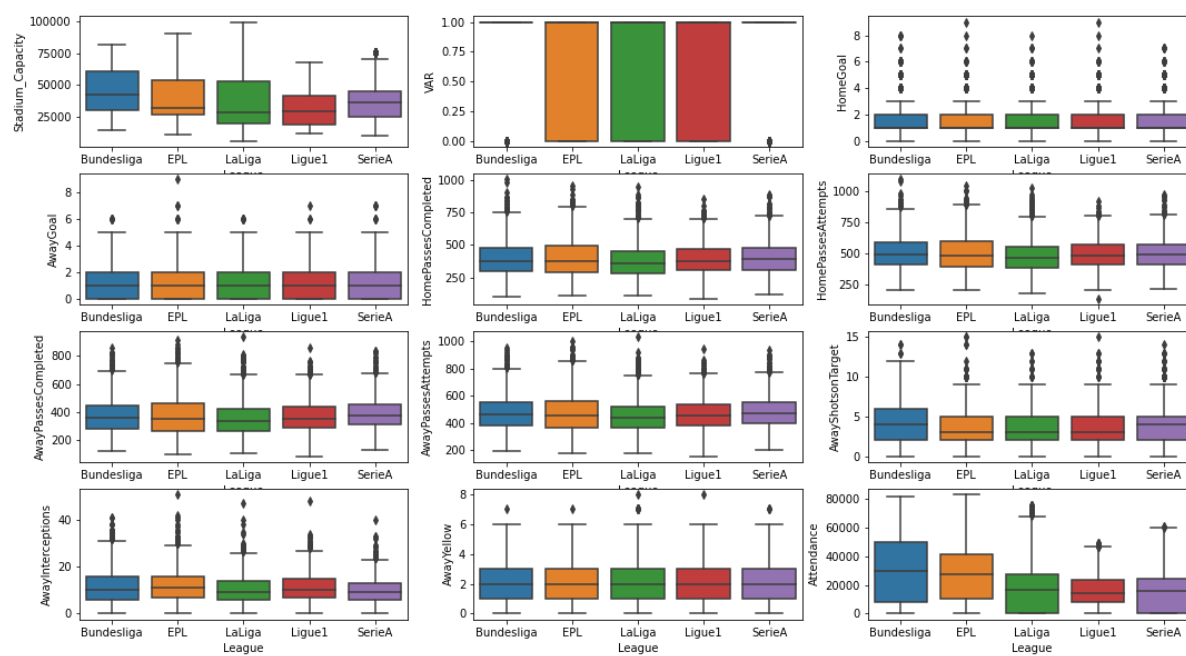 Stadium_Capacity
100000
75000
50000
25000
Bundesliga EPL LaLiga Ligue1 SerieA
VAR
1.00
0.75
0.50
0.25
0.00
Bundesliga EPL LaLiga Ligue1 SerieA
HomeGoal
8
6
4
2
0
Bundesliga EPL LaLiga Ligue1 SerieA
AwayGoal
8
6
4
2
0
Bundesliga EPL LaLiga Ligue1 SerieA
HomePassesCompleted
1000
750
500
250
Bundesliga EPL LaLiga Ligue1 SerieA
HomePassesAttempts
1000
750
500
250
Bundesliga EPL LaLiga Ligue1 SerieA
AwayPassesCompleted
800
600
400
200
Bundesliga EPL LaLiga Ligue1 SerieA
AwayPassesAttempts
1000
800
600
400
200
Bundesliga EPL LaLiga Ligue1 SerieA
AwayShotsonTarget
15
10
5
0
Bundesliga EPL LaLiga Ligue1 SerieA
AwayInterceptions
40
20
0
Bundesliga EPL LaLiga Ligue1 SerieA
League
AwayYellow
8
6
4
2
0
Bundesliga EPL LaLiga Ligue1 SerieA
League
Attendance
80000
60000
40000
20000
0
Bundesliga EPL LaLiga Ligue1 SerieA
League